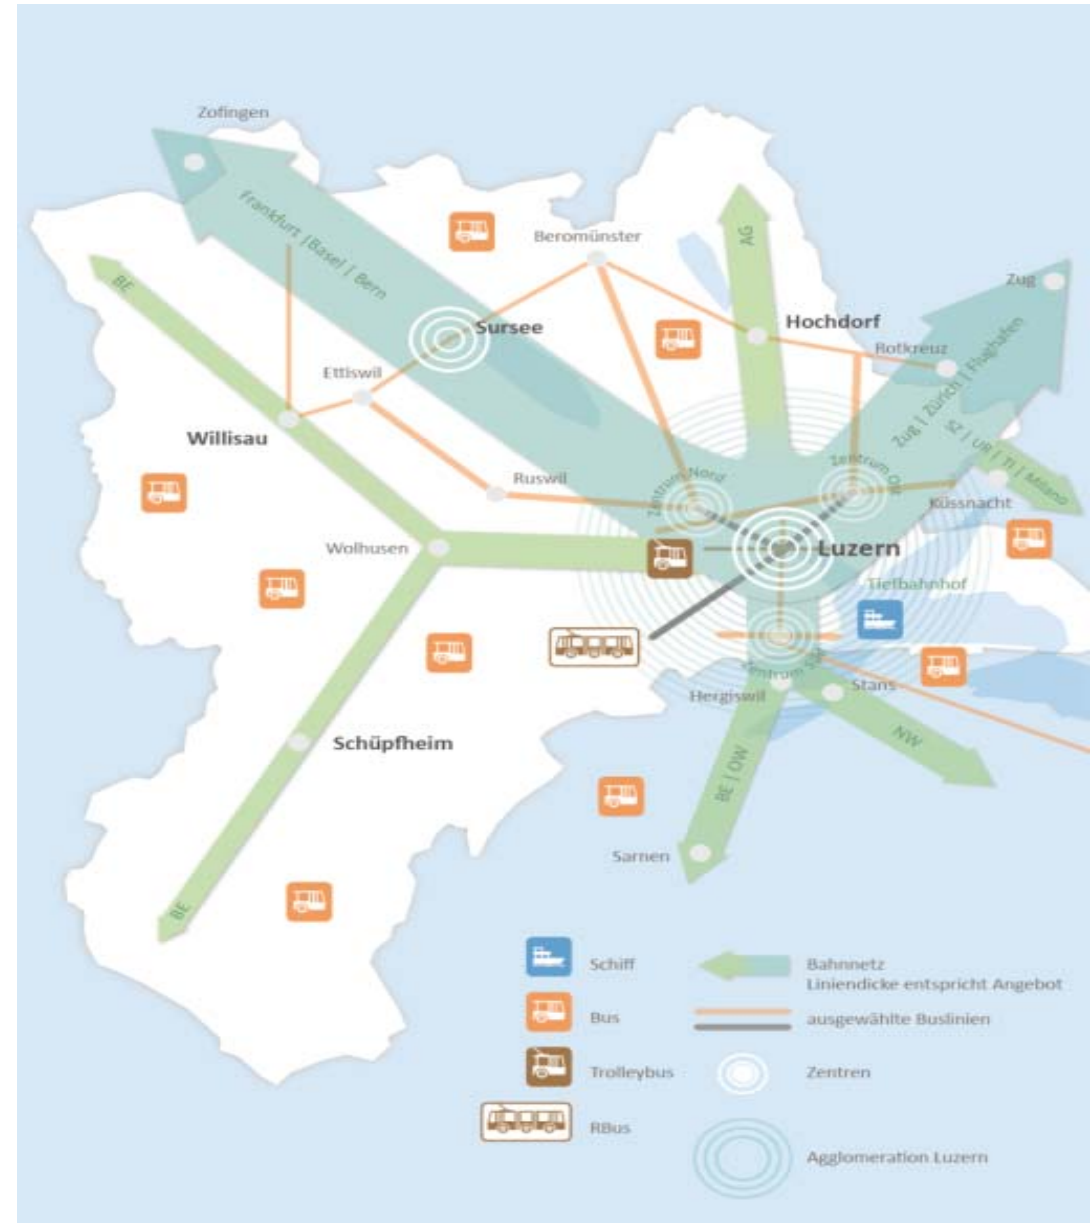 Zofingen
Frankfurt | Basel | Bern
Beromünster
AG
BE
Zug
Sursee
Hochdorf
Rotkreuz
Ettiswil
Zug | Zürich | Flughafen
Willisau
SZ | UR | TI | Milano
Zentrum Nord
Zentrum Ost
Ruswil
Küssnacht
Wolhusen
Luzern
Tiefbahnhof
Zentrum Süd
Hergiswil
Stans
Schüpfheim
NW
BE | OW
Sarnen
BE
Schiff
Bahnnetz
Liniendicke entspricht Angebot
Bus
ausgewählte Buslinien
Trolleybus
Zentren
RBus
Agglomeration Luzern